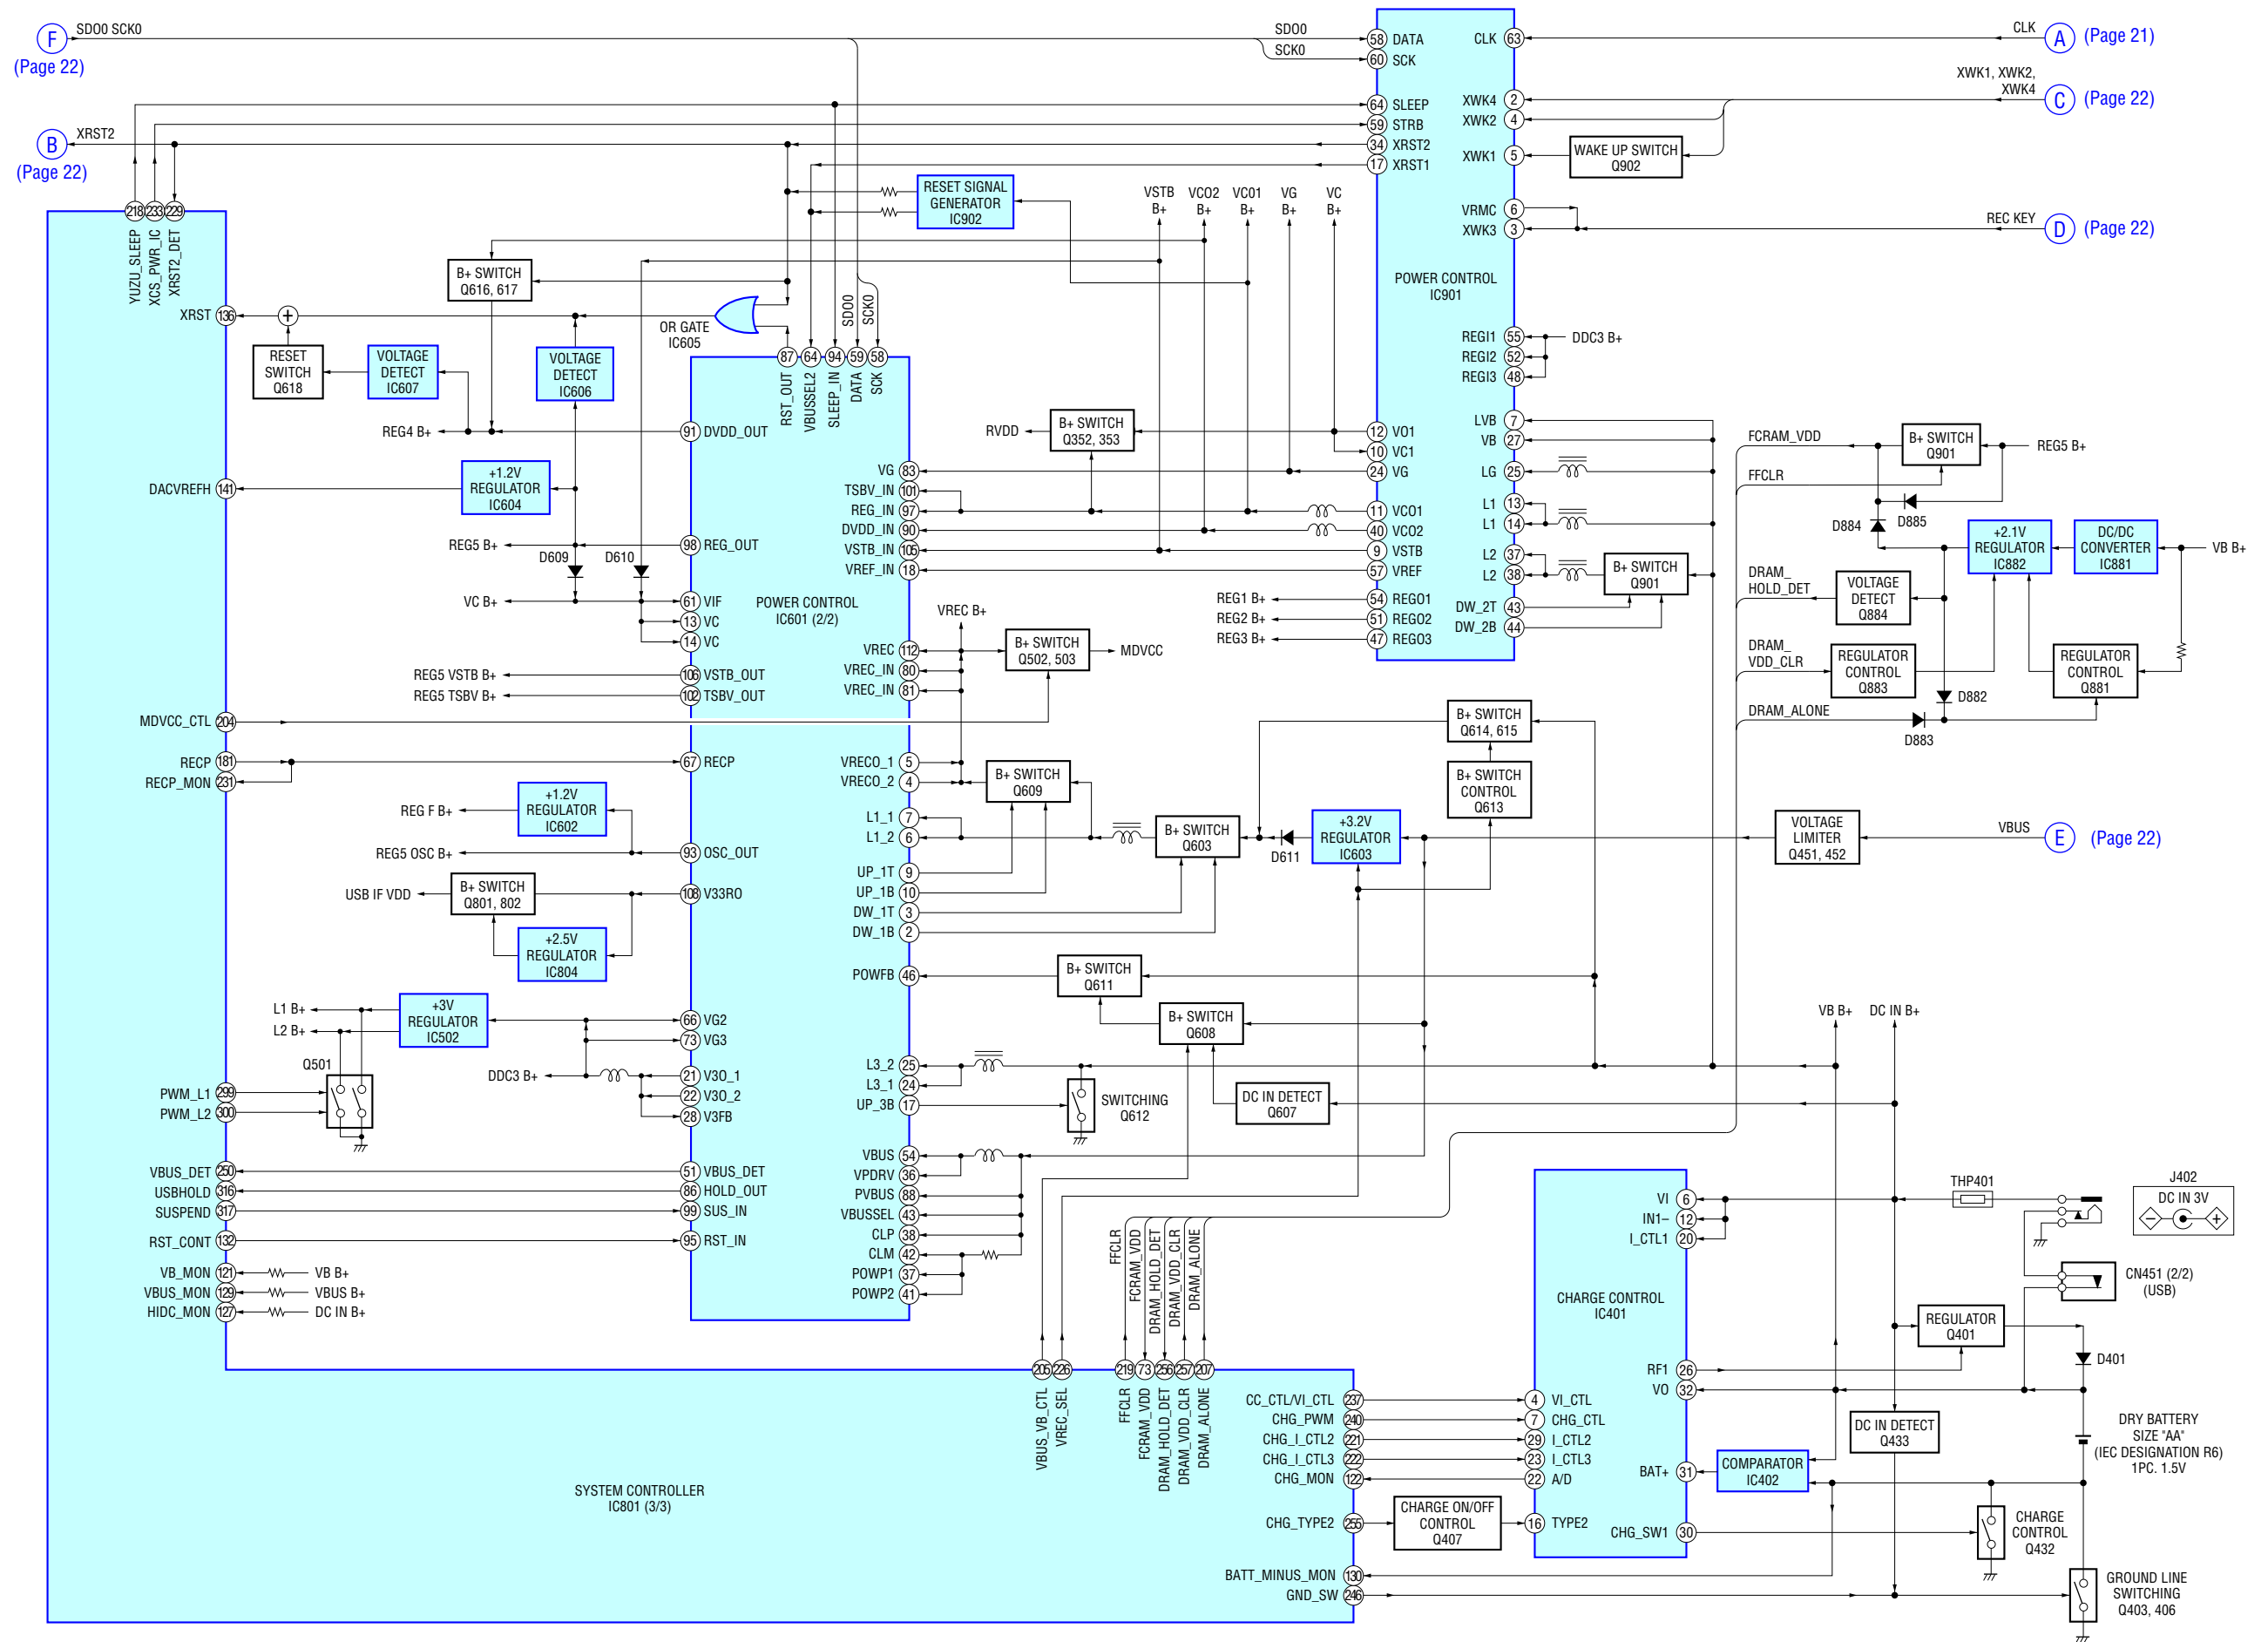 F
SDO0 SCK0
(Page 22)
B
XRST2
(Page 22)
SDO0
SCK0
58 DATA
60 SCK
64 SLEEP
59 STRB
34 XRST2
17 XRST1
CLK 63
XWK4 2
XWK2 4
XWK1 5
VRMC 6
XWK3 3
POWER CONTROL
IC901
CLK
A (Page 21)
XWK1, XWK2,
XWK4
C (Page 22)
WAKE UP SWITCH
Q902
REC KEY
D (Page 22)
REGI1 55
REGI2 52
REGI3 48
DDC3 B+
LVB 7
VB 27
LG 25
L1 13
L1 14
L2 37
L2 38
DW_2T 43
DW_2B 44
B+ SWITCH
Q901
12 VO1
10 VC1
24 VG
11 VCO1
40 VCO2
9 VSTB
57 VREF
54 REGO1
51 REGO2
47 REGO3
REG1 B+
REG2 B+
REG3 B+
218
233
229
YUZU_SLEEP
XCS_PWR_IC
XRST2_DET
RESET SIGNAL
GENERATOR
IC902
VSTB
B+
VCO2
B+
VC01
B+
VG
B+
VC
B+
B+ SWITCH
Q616, 617
XRST 136
+
RESET
SWITCH
Q618
VOLTAGE
DETECT
IC607
VOLTAGE
DETECT
IC606
OR GATE
IC605
SDO0
SCK0
87
64
94
59
58
RST_OUT
VBUSSEL2
SLEEP_IN
DATA
SCK
RVDD
B+ SWITCH
Q352, 353
REG4 B+
91 DVDD_OUT
DACVREFH 141
+1.2V
REGULATOR
IC604
REG5 B+
98 REG_OUT
D609
D610
VC B+
61 VIF
13 VC
14 VC
POWER CONTROL
IC601 (2/2)
REG5 VSTB B+
106 VSTB_OUT
REG5 TSBV B+
102 TSBV_OUT
VG 83
TSBV_IN 101
REG_IN 97
DVDD_IN 90
VSTB_IN 105
VREF_IN 18
VREC B+
VREC 112
VREC_IN 80
VREC_IN 81
B+ SWITCH
Q502, 503
MDVCC
MDVCC_CTL 204
RECP 181
RECP_MON 231
67 RECP
REG F B+
+1.2V
REGULATOR
IC602
REG5 OSC B+
93 OSC_OUT
USB IF VDD
B+ SWITCH
Q801, 802
108 V33RO
+2.5V
REGULATOR
IC804
VRECO_1 5
VRECO_2 4
L1_1 7
L1_2 6
UP_1T 9
UP_1B 10
DW_1T 3
DW_1B 2
POWFB 46
B+ SWITCH
Q609
B+ SWITCH
Q603
D611
+3.2V
REGULATOR
IC603
B+ SWITCH
Q614, 615
B+ SWITCH
CONTROL
Q613
VOLTAGE
LIMITER
Q451, 452
VBUS
E (Page 22)
B+ SWITCH
Q611
B+ SWITCH
Q608
DC IN DETECT
Q607
FCRAM_VDD
B+ SWITCH
Q901
REG5 B+
FFCLR
D884
D885
+2.1V
REGULATOR
IC882
DC/DC
CONVERTER
IC881
VB B+
DRAM_
HOLD_DET
VOLTAGE
DETECT
Q884
DRAM_
VDD_CLR
REGULATOR
CONTROL
Q883
D882
REGULATOR
CONTROL
Q881
DRAM_ALONE
D883
L1 B+
L2 B+
+3V
REGULATOR
IC502
66 VG2
73 VG3
Q501
DDC3 B+
21 V3O_1
22 V3O_2
28 V3FB
PWM_L1 299
PWM_L2 300
L3_2 25
L3_1 24
UP_3B 17
SWITCHING
Q612
VB B+
DC IN B+
VBUS_DET 250
USBHOLD 316
SUSPEND 317
RST_CONT 132
51 VBUS_DET
86 HOLD_OUT
99 SUS_IN
95 RST_IN
VBUS 54
VPDRV 36
PVBUS 88
VBUSSEL 43
CLP 38
CLM 42
POWP1 37
POWP2 41
VB_MON 121
VB B+
VBUS_MON 129
VBUS B+
HIDC_MON 127
DC IN B+
FFCLR
FCRAM_VDD
DRAM_HOLD_DET
DRAM_VDD_CLR
DRAM_ALONE
205
226
219
73
256
257
207
VBUS_VB_CTL
VREC_SEL
FFCLR
FCRAM_VDD
DRAM_HOLD_DET
DRAM_VDD_CLR
DRAM_ALONE
SYSTEM CONTROLLER
IC801 (3/3)
CC_CTL/VI_CTL 237
CHG_PWM 240
CHG_I_CTL2 221
CHG_I_CTL3 222
CHG_MON 122
CHG_TYPE2 255
BATT_MINUS_MON 130
GND_SW 246
CHARGE ON/OFF
CONTROL
Q407
4 VI_CTL
7 CHG_CTL
29 I_CTL2
23 I_CTL3
22 A/D
16 TYPE2
CHARGE CONTROL
IC401
VI 6
IN1– 12
I_CTL1 20
RF1 26
VO 32
BAT+ 31
CHG_SW1 30
THP401
J402
DC IN 3V
CN451 (2/2)
(USB)
REGULATOR
Q401
D401
DC IN DETECT
Q433
COMPARATOR
IC402
DRY BATTERY
SIZE "AA"
(IEC DESIGNATION R6)
1PC. 1.5V
CHARGE
CONTROL
Q432
GROUND LINE
SWITCHING
Q403, 406